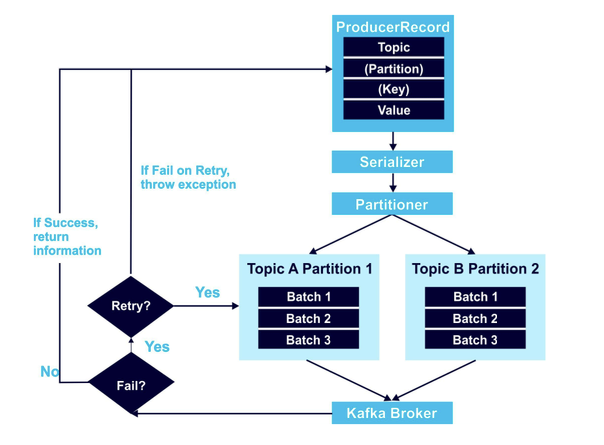 ProducerRecord
Topic
(Partition)
(Key)
Value
Serializer
Partitioner
If Fail on Retry,
throw exception
If Success,
return
information
Topic A Partition 1
Batch 1
Batch 2
Batch 3
Topic B Partition 2
Batch 1
Batch 2
Batch 3
Retry?
Yes
Yes
No
Fail?
Kafka Broker